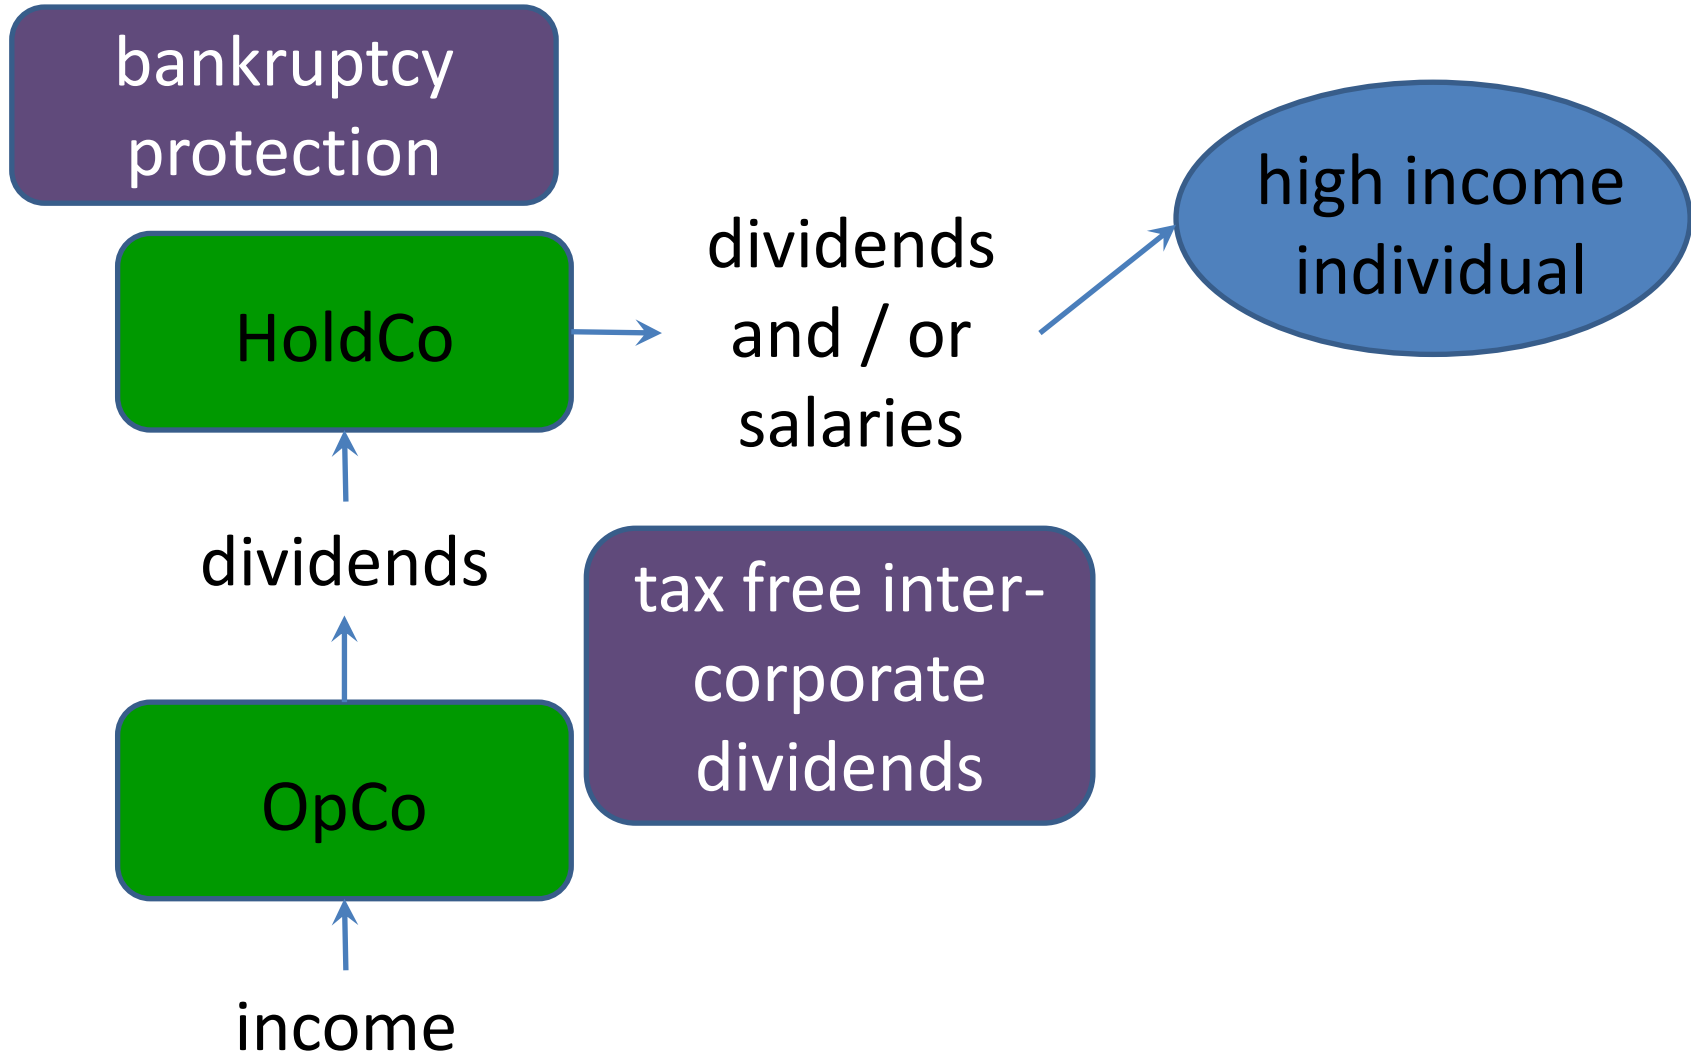 bankruptcy
protection
high income
individual
HoldCo
dividends
and / or
salaries
dividends
tax free inter-
corporate
dividends
OpCo
income